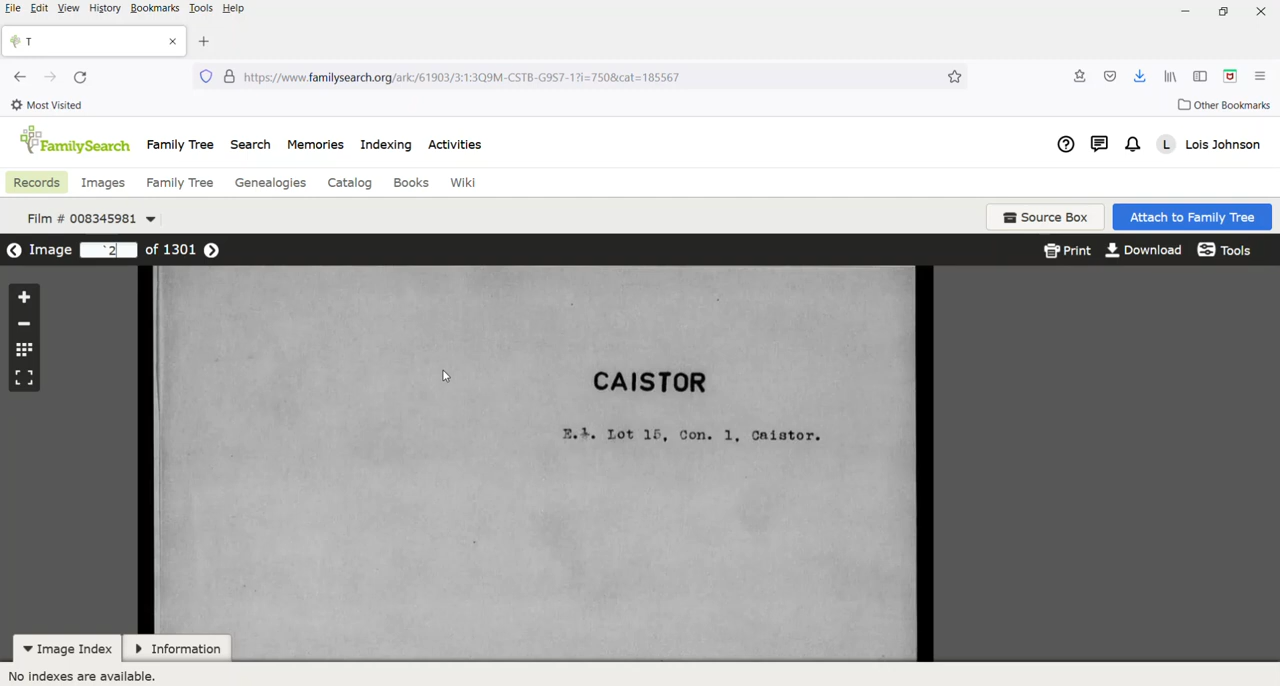 File Edit View History Bookmarks Tools Help
T
https://www.familysearch.org/ark:/61903/3:1:3Q9M-CSTB-G9S7-1?i=750&cat=185567
Most Visited Other Bookmarks
FamilySearch Family Tree Search Memories Indexing Activities L Lois Johnson
Records Images Family Tree Genealogies Catalog Books Wiki
Film # 008345981 Source Box Attach to Family Tree
Image `2 of 1301 Print Download Tools
CAISTOR
E.½. Lot 15, Con. 1, Caistor.
Image Index Information
No indexes are available.